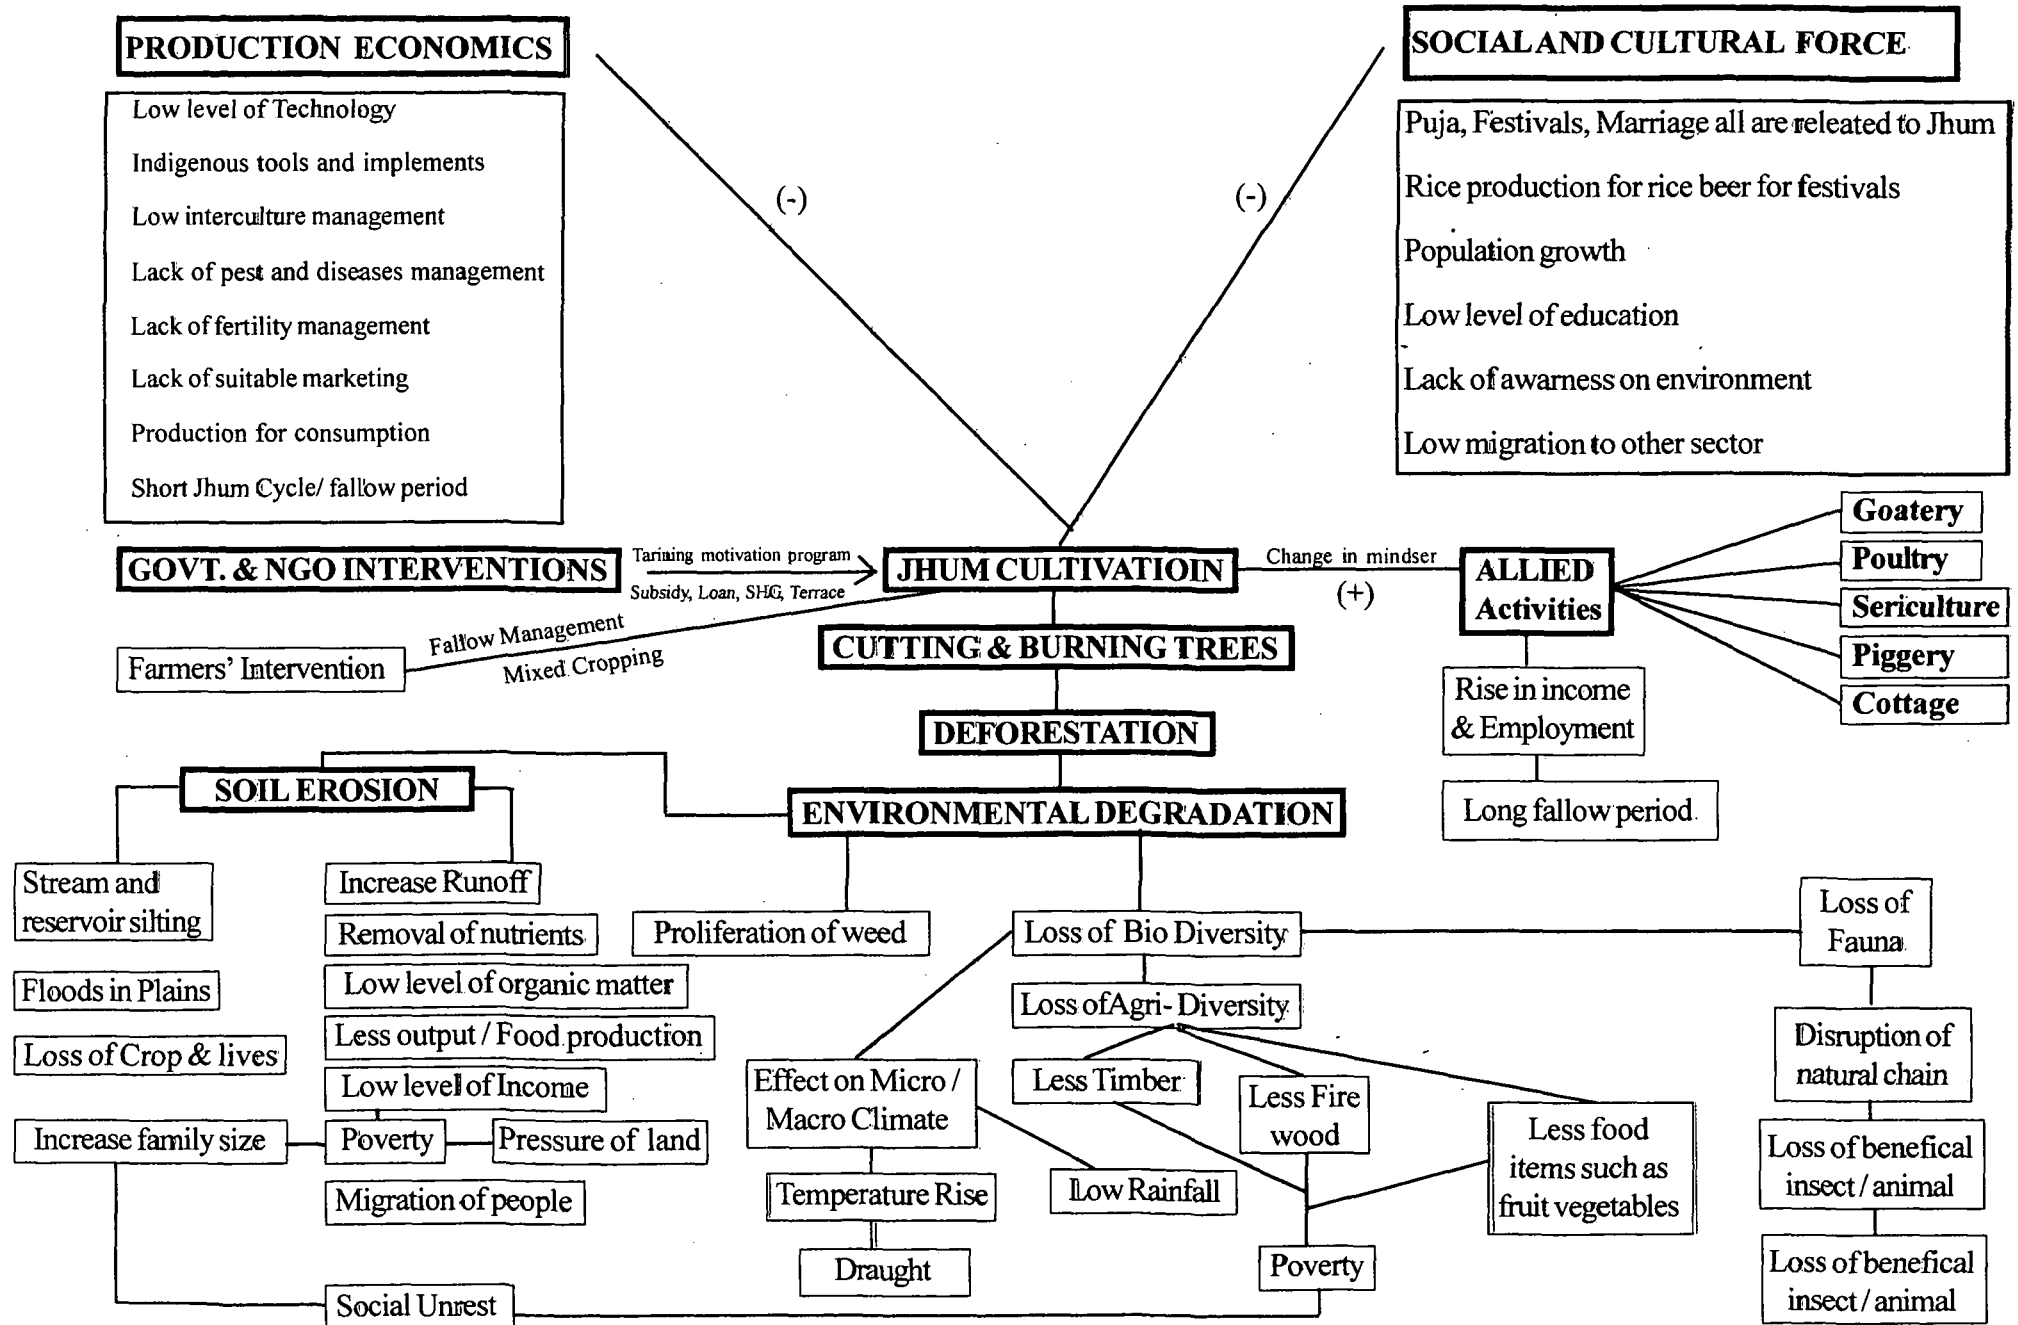 PRODUCTION ECONOMICS
Low level of Technology
Indigenous tools and implements
Low interculture management
Lack of pest and diseases management
Lack of fertility management
Lack of suitable marketing
Production for consumption
Short Jhum Cycle/ fallow period
(-)
(-)
SOCIAL AND CULTURAL FORCE
Puja, Festivals, Marriage all are releated to Jhum
Rice production for rice beer for festivals
Population growth
Low level of education
Lack of awarness on environment
Low migration to other sector
GOVT. & NGO INTERVENTIONS
Tarining motivation program
Subsidy, Loan, SHG, Terrace
JHUM CULTIVATIOIN
Change in mindser
(+)
ALLIED
Activities
Goatery
Poultry
Sericulture
Piggery
Cottage
Farmers' Intervention
Fallow Management
Mixed Cropping
CUTTING & BURNING TREES
Rise in income
& Employment
Long fallow period
DEFORESTATION
SOIL EROSION
ENVIRONMENTAL DEGRADATION
Stream and
reservoir silting
Floods in Plains
Loss of Crop & lives
Increase family size
Increase Runoff
Removal of nutrients
Low level of organic matter
Less output / Food production
Low level of Income
Poverty
Pressure of land
Migration of people
Social Unrest
Proliferation of weed
Loss of Bio Diversity
Loss of Agri- Diversity
Effect on Micro /
Macro Climate
Temperature Rise
Draught
Low Rainfall
Less Timber
Less Fire
wood
Less food
items such as
fruit vegetables
Poverty
Loss of
Fauna
Disruption of
natural chain
Loss of benefical
insect / animal
Loss of benefical
insect / animal